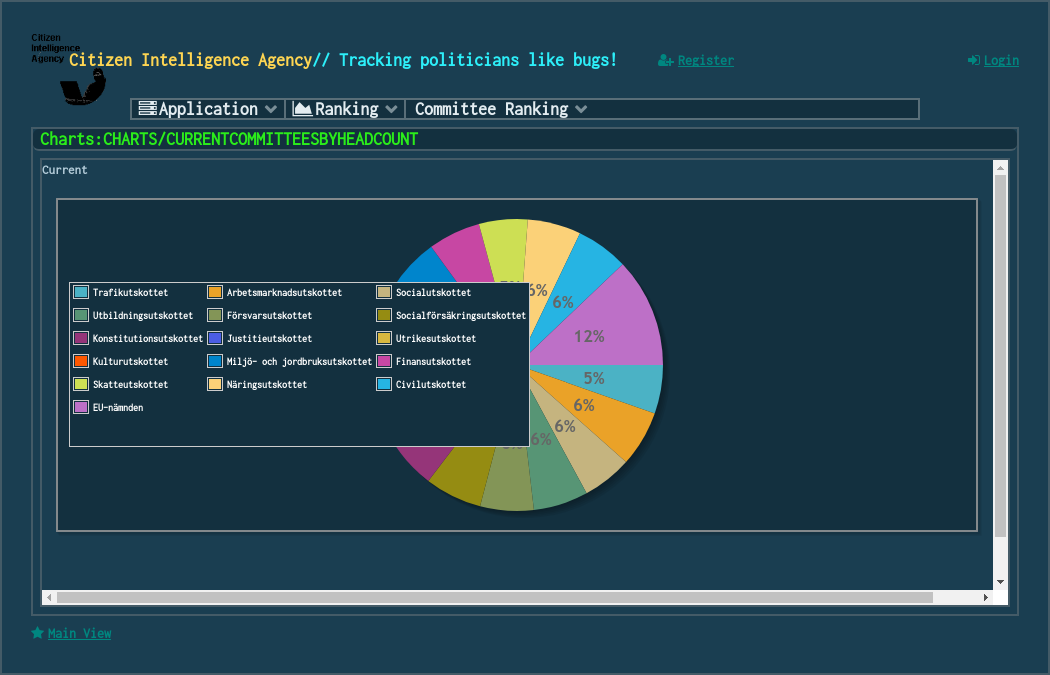 Citizen
Intelligence
Agency
Citizen Intelligence Agency// Tracking politicians like bugs!
Register
Login
Application
Ranking
Committee Ranking
Charts:CHARTS/CURRENTCOMMITTEESBYHEADCOUNT
Current
6%
6%
12%
5%
6%
6%
6%
Trafikutskottet
Arbetsmarknadsutskottet
Socialutskottet
Utbildningsutskottet
Försvarsutskottet
Socialförsäkringsutskottet
Konstitutionsutskottet
Justitieutskottet
Utrikesutskottet
Kulturutskottet
Miljö- och jordbruksutskottet
Finansutskottet
Skatteutskottet
Näringsutskottet
Civilutskottet
EU-nämnden
Main View